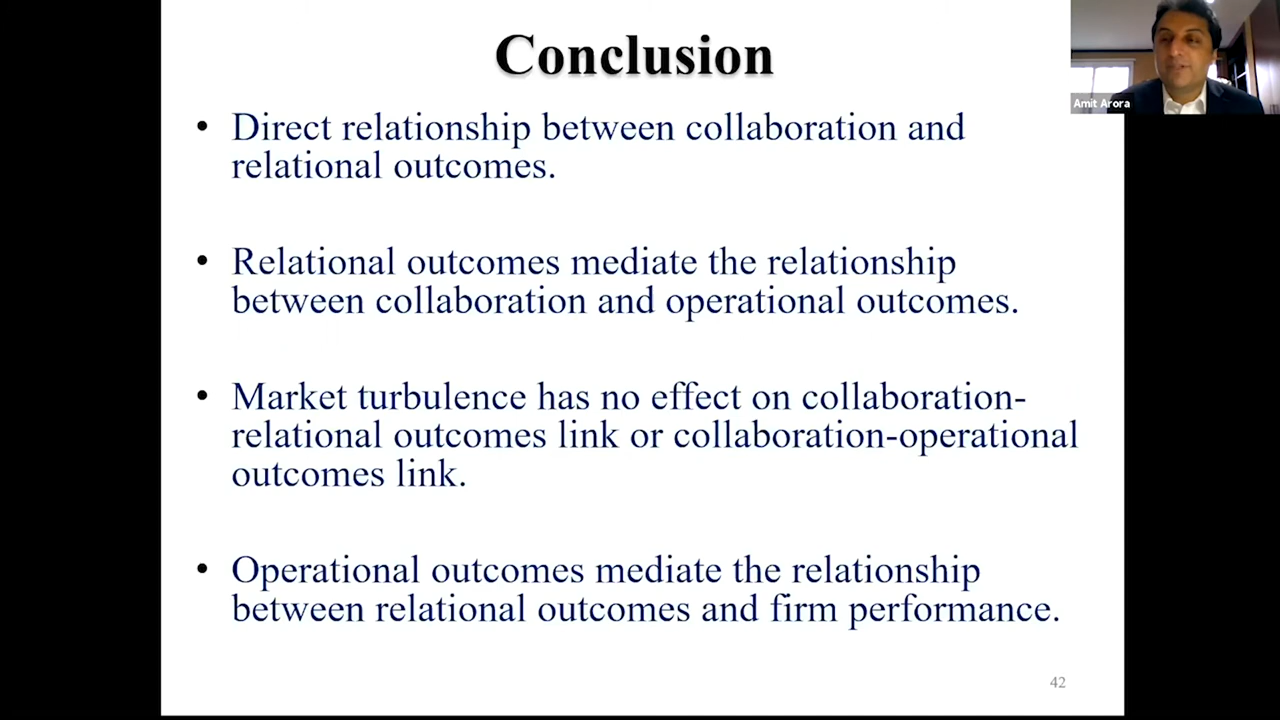 Conclusion
Amit Arora
• Direct relationship between collaboration and
relational outcomes.
• Relational outcomes mediate the relationship
between collaboration and operational outcomes.
• Market turbulence has no effect on collaboration-
relational outcomes link or collaboration-operational
outcomes link.
• Operational outcomes mediate the relationship
between relational outcomes and firm performance.
42